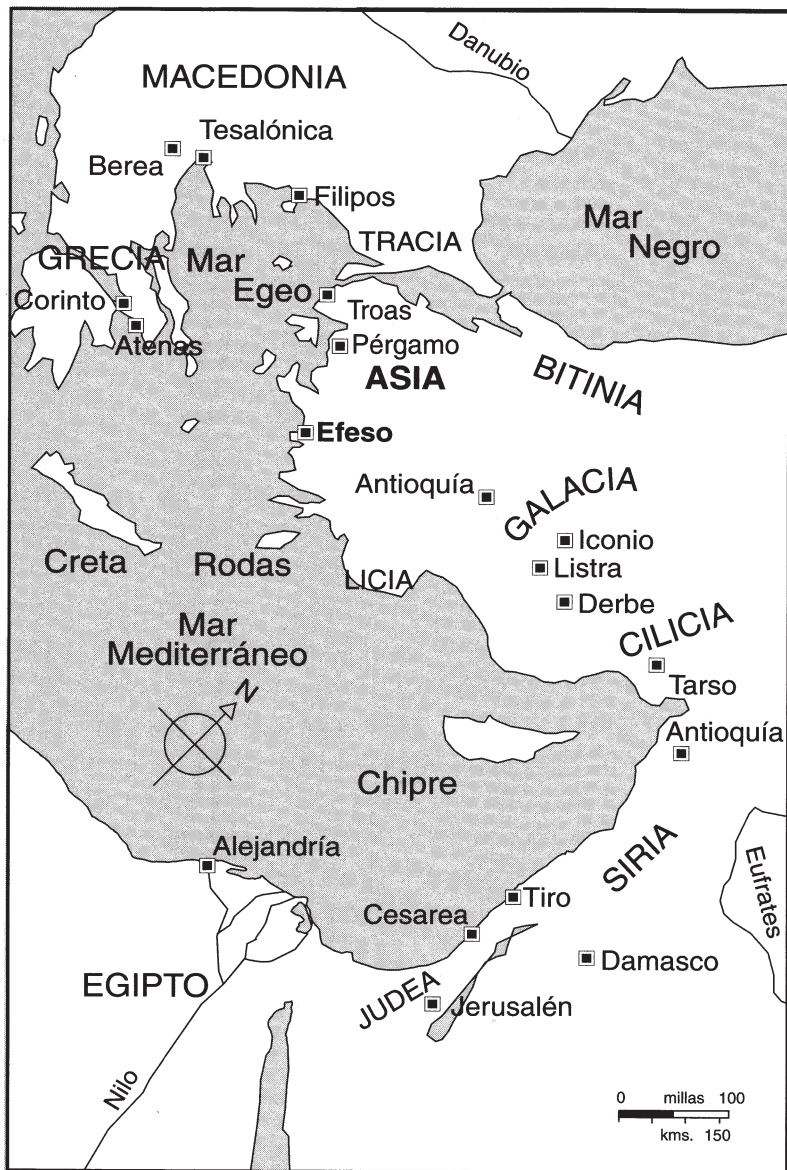 Danubio
MACEDONIA
Tesalónica
Berea
Filipos
Mar
Negro
TRACIA
GRECIA
Mar
Egeo
Corinto
Troas
Atenas
Pérgamo
ASIA
BITINIA
Efeso
Antioquía
GALACIA
Iconio
Creta
Rodas
Listra
LICIA
Derbe
Mar
Mediterráneo
CILICIA
N
Tarso
Antioquía
Chipre
Alejandría
SIRIA
Eufrates
Tiro
Cesarea
Damasco
EGIPTO
JUDEA
Jerusalén
Nilo
0 millas 100
kms. 150